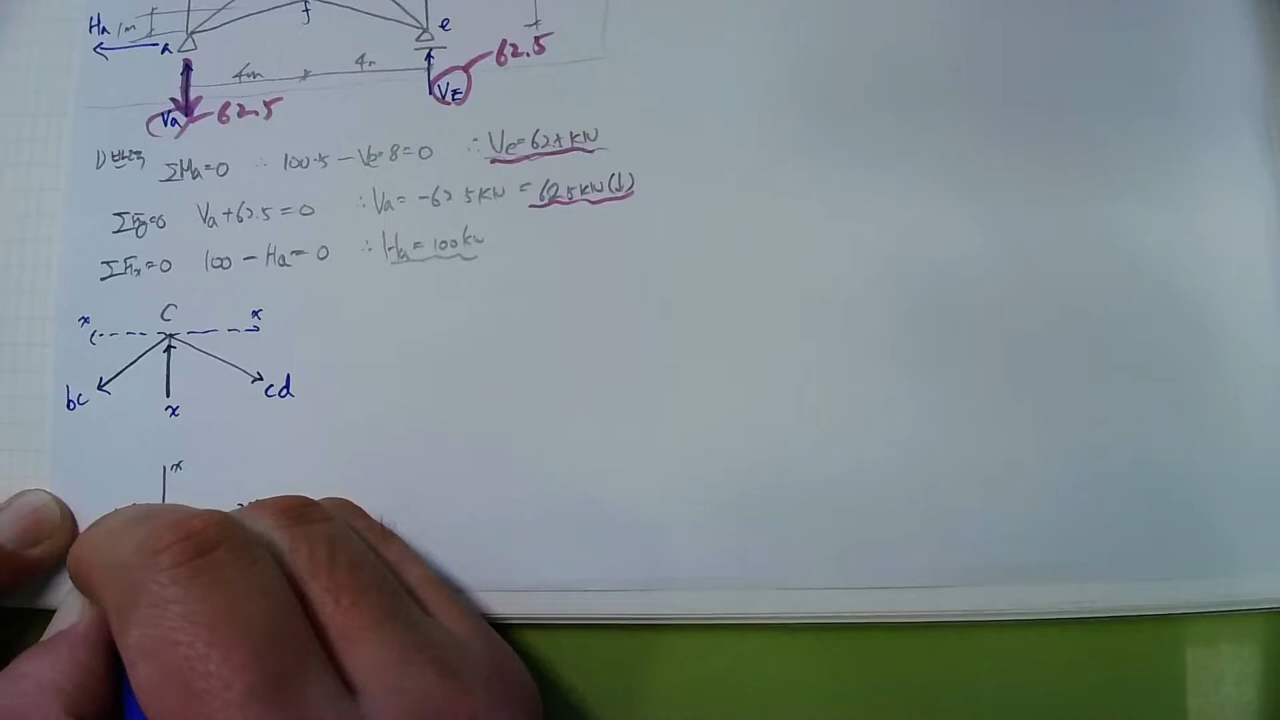 Ha 1m
a
f
e
4m
4m
62.5
VE
Va 62.5
1) 반력 ΣMa=0 ∴ 100·5 - Ve·8=0 ∴ Ve=62.5 KN
ΣFy=0 Va+62.5=0 ∴ Va=-62.5KN = 62.5KN(↓)
ΣFx=0 100-Ha=0 ∴ Ha=100KN
C
x x
bc cd
x
x